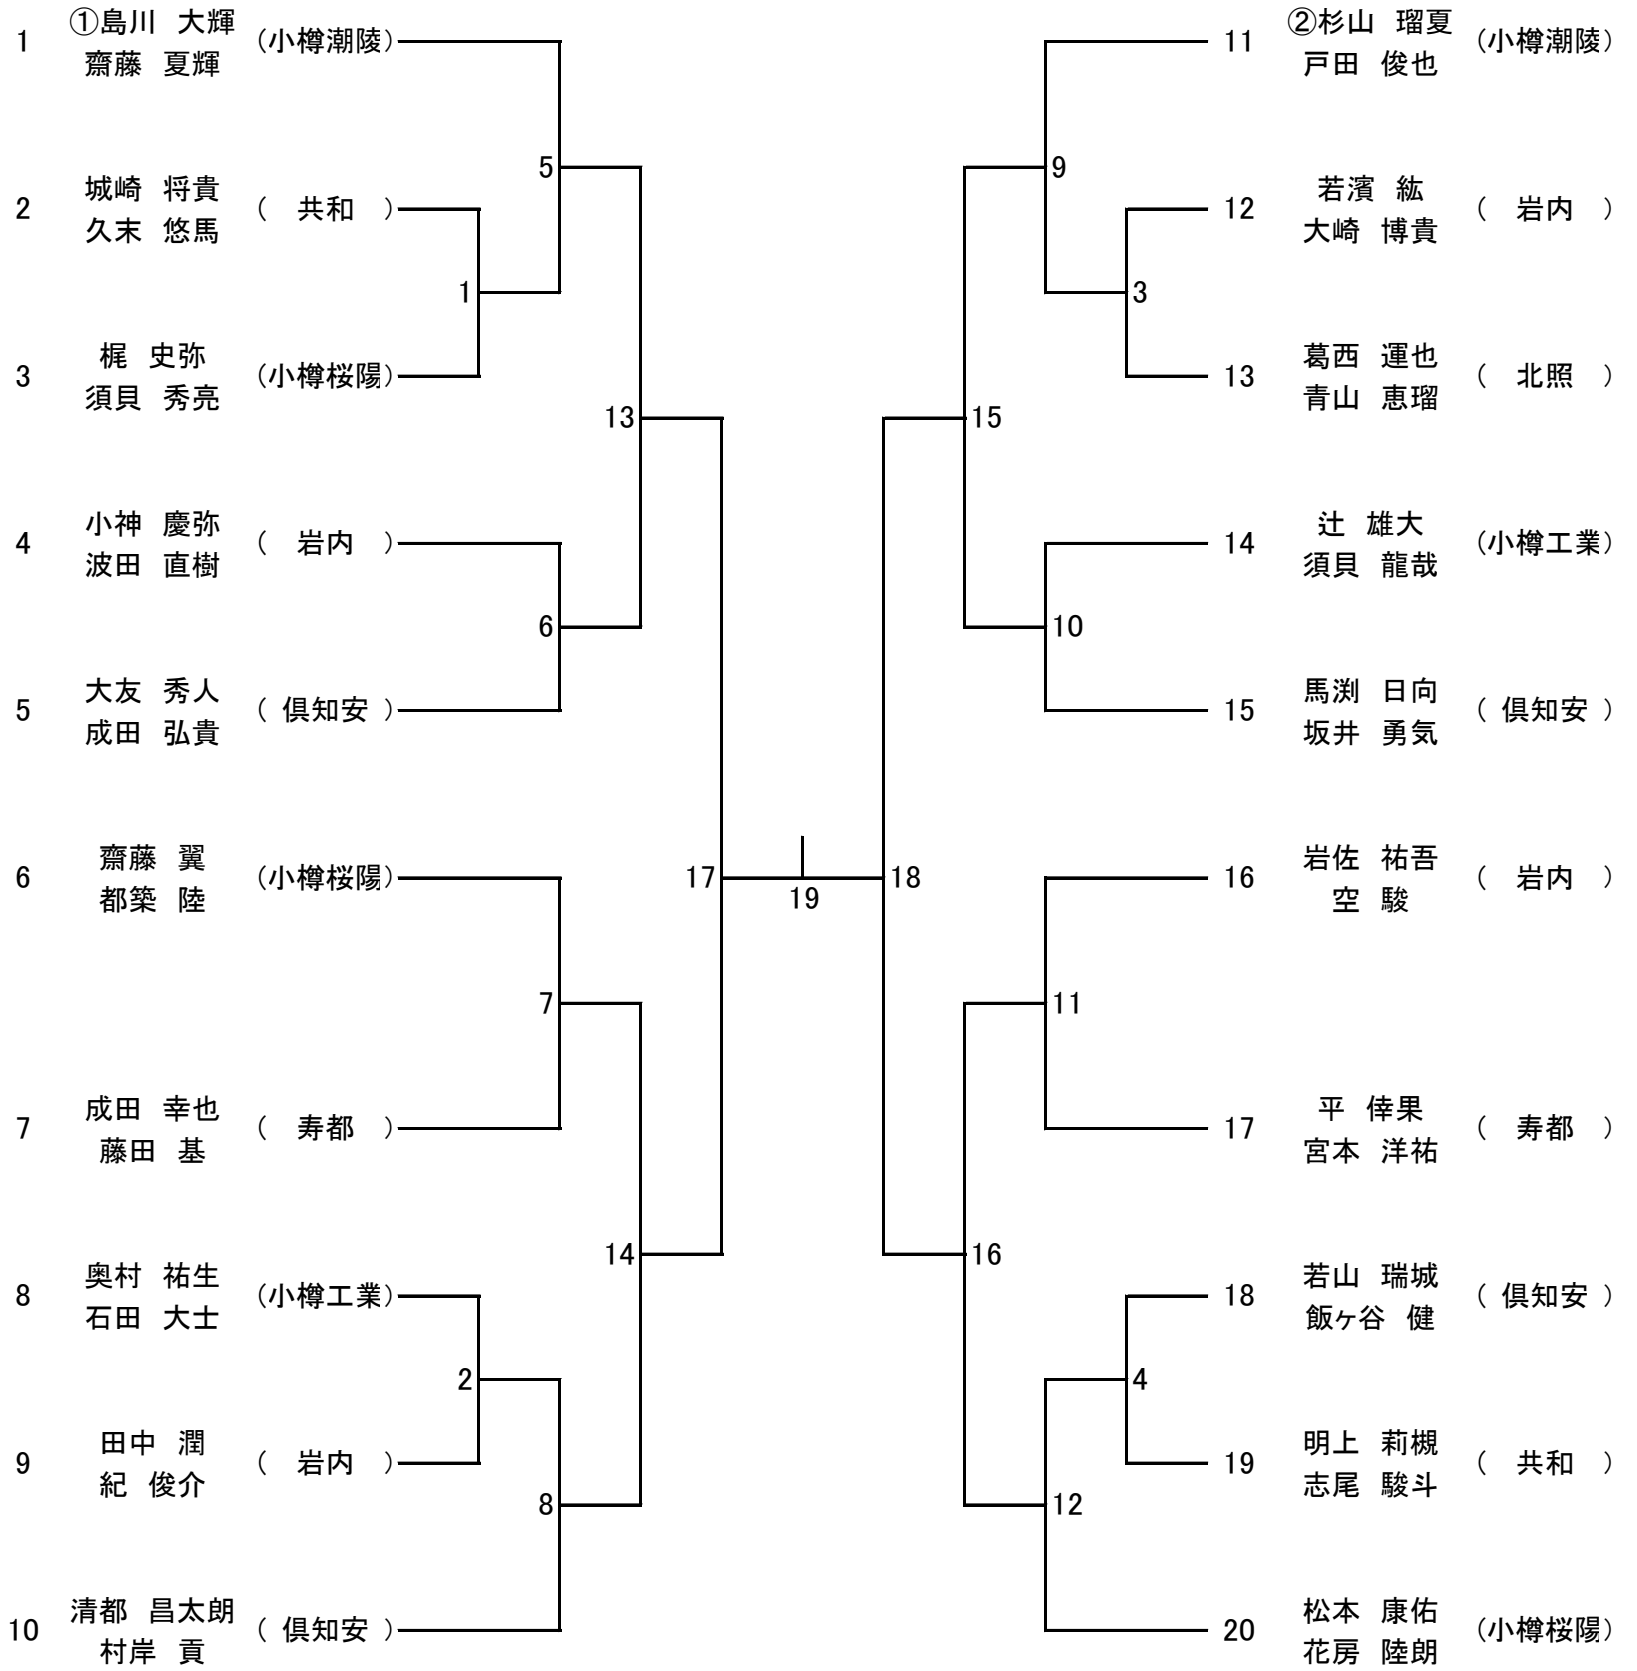 ①島川 大輝
1 (小樽潮陵)
齋藤 夏輝
城崎 将貴
2 ( 共和 )
久末 悠馬
1
5
梶 史弥
3 (小樽桜陽)
須貝 秀亮
13
小神 慶弥
4 ( 岩内 )
波田 直樹
6
大友 秀人
5 ( 倶知安 )
成田 弘貴
齋藤 翼
6 (小樽桜陽)
都築 陸
17
19
7
成田 幸也
7 ( 寿都 )
藤田 基
14
奥村 祐生
8 (小樽工業)
石田 大士
2
田中 潤
9 ( 岩内 )
紀 俊介
8
清都 昌太朗
10 ( 倶知安 )
村岸 貢
②杉山 瑠夏
11 (小樽潮陵)
戸田 俊也
9
若濱 紘
12 ( 岩内 )
大崎 博貴
3
葛西 運也
13 ( 北照 )
青山 恵瑠
15
辻 雄大
14 (小樽工業)
須貝 龍哉
10
馬渕 日向
15 ( 倶知安 )
坂井 勇気
18
岩佐 祐吾
16 ( 岩内 )
空 駿
11
平 倖果
17 ( 寿都 )
宮本 洋祐
16
若山 瑞城
18 ( 倶知安 )
飯ヶ谷 健
4
明上 莉槻
19 ( 共和 )
志尾 駿斗
12
松本 康佑
20 (小樽桜陽)
花房 陸朗